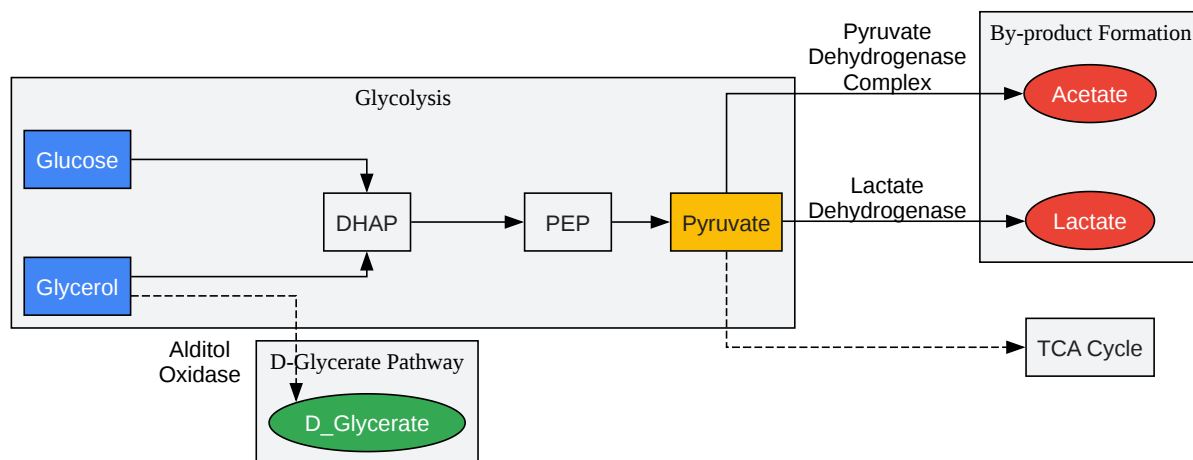 Pyruvate
Dehydrogenase
Complex
By-product Formation
Acetate
Glycolysis
Glucose
Lactate
Dehydrogenase
DHAP
PEP
Pyruvate
Lactate
Glycerol
Alditol
Oxidase
D-Glycerate Pathway
TCA Cycle
D_Glycerate